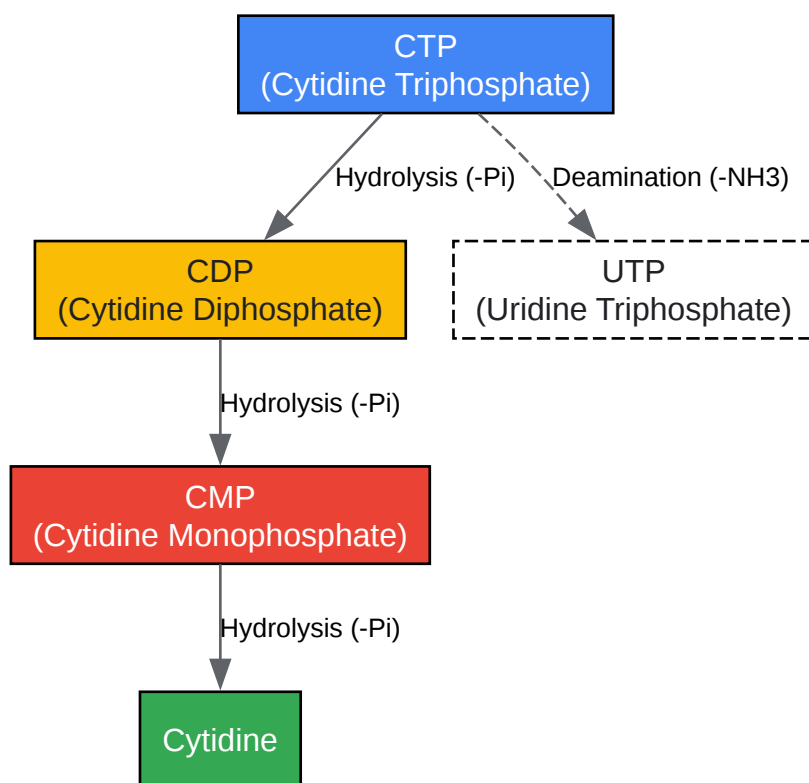 CTP
(Cytidine Triphosphate)
Hydrolysis (-Pi)
Deamination (-NH3)
CDP
(Cytidine Diphosphate)
UTP
(Uridine Triphosphate)
Hydrolysis (-Pi)
CMP
(Cytidine Monophosphate)
Hydrolysis (-Pi)
Cytidine